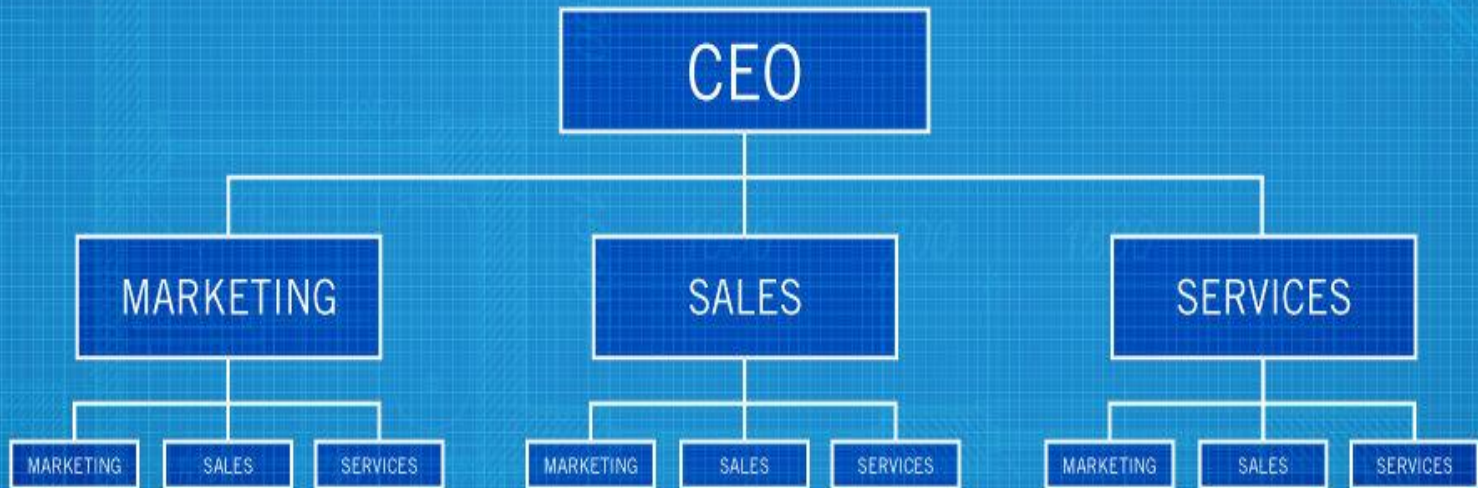 CEO
MARKETING SALES SERVICES
MARKETING SALES SERVICES MARKETING SALES SERVICES MARKETING SALES SERVICES